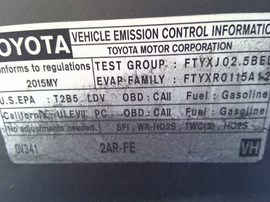 TOYOTA VEHICLE EMISSION CONTROL INFORMATION
TOYOTA MOTOR CORPORATION
onforms to regulations TEST GROUP : FTYXJ02.5BEL
2015MY EVAP FAMILY : FTYXR0115A12
U.S.EPA : T2B5 LDV OBD: CAII Fuel : Gasoline
California : ULEVII PC OBD: CAII Fuel : Gasoline
No adjustments needed. SFI, WR-HO2S, TWC(2), HO2S
2AR-FE VH